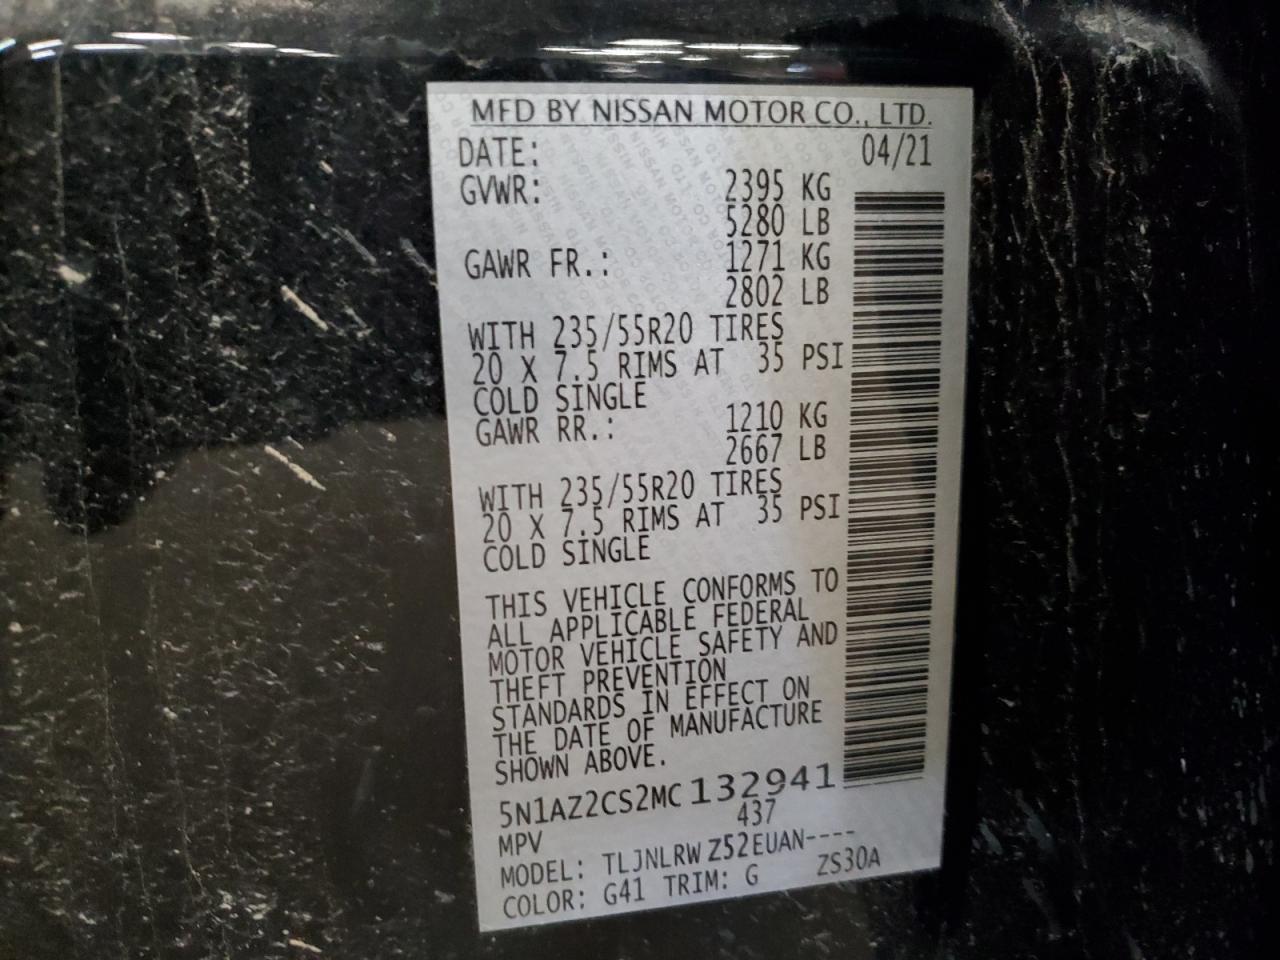 MFD BY NISSAN MOTOR CO., LTD.
DATE: 04/21
GVWR: 2395 KG
5280 LB
GAWR FR.: 1271 KG
2802 LB
WITH 235/55R20 TIRES
20 X 7.5 RIMS AT 35 PSI
COLD SINGLE
GAWR RR.: 1210 KG
2667 LB
WITH 235/55R20 TIRES
20 X 7.5 RIMS AT 35 PSI
COLD SINGLE
THIS VEHICLE CONFORMS TO
ALL APPLICABLE FEDERAL
MOTOR VEHICLE SAFETY AND
THEFT PREVENTION
STANDARDS IN EFFECT ON
THE DATE OF MANUFACTURE
SHOWN ABOVE.
5N1AZ2CS2MC132941
MPV 437
MODEL: TLJNLRW Z52EUAN----
COLOR: G41 TRIM: G ZS30A